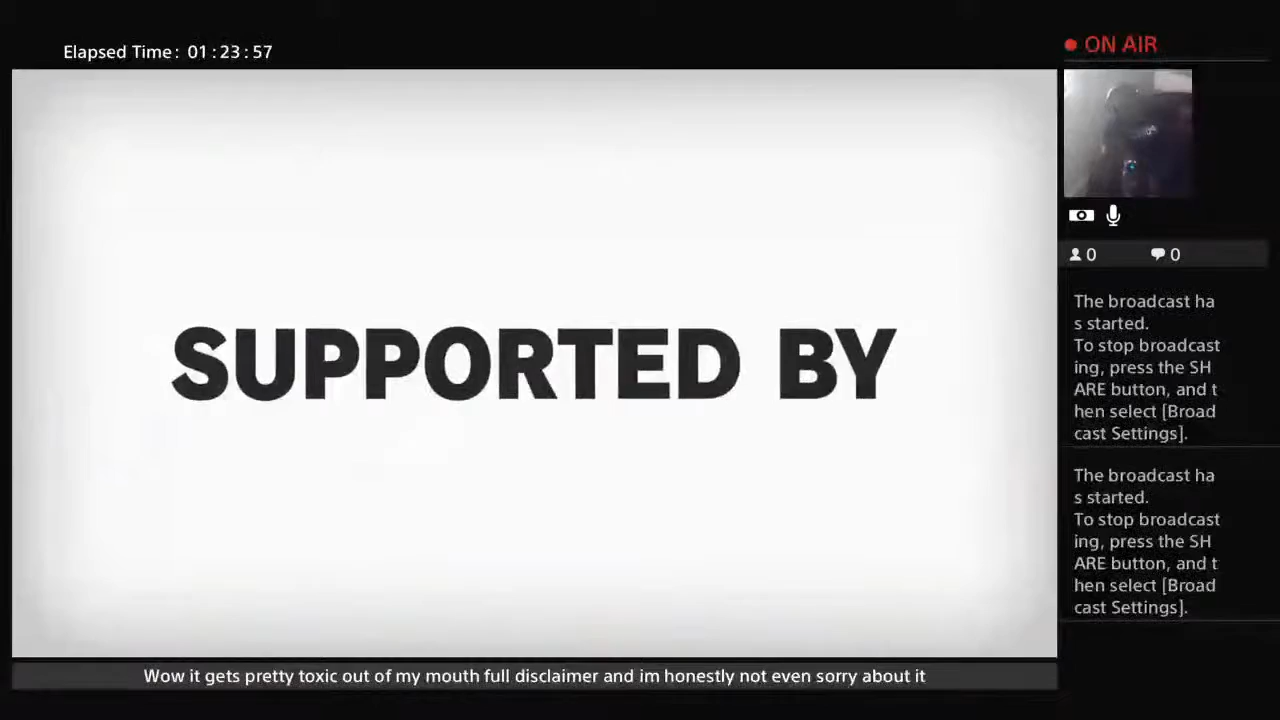 Elapsed Time: 01:23:57
ON AIR
SUPPORTED BY
0 0
The broadcast ha
s started.
To stop broadcast
ing, press the SH
ARE button, and t
hen select [Broad
cast Settings].
The broadcast ha
s started.
To stop broadcast
ing, press the SH
ARE button, and t
hen select [Broad
cast Settings].
Wow it gets pretty toxic out of my mouth full disclaimer and im honestly not even sorry about it